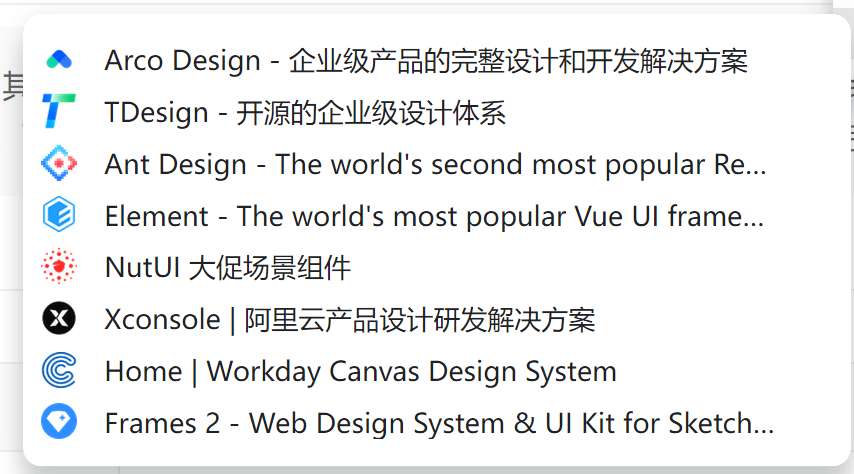 Arco Design - 企业级产品的完整设计和开发解决方案
TDesign - 开源的企业级设计体系
Ant Design - The world's second most popular Re...
Element - The world's most popular Vue UI frame...
NutUI 大促场景组件
Xconsole | 阿里云产品设计研发解决方案
Home | Workday Canvas Design System
Frames 2 - Web Design System & UI Kit for Sketch...